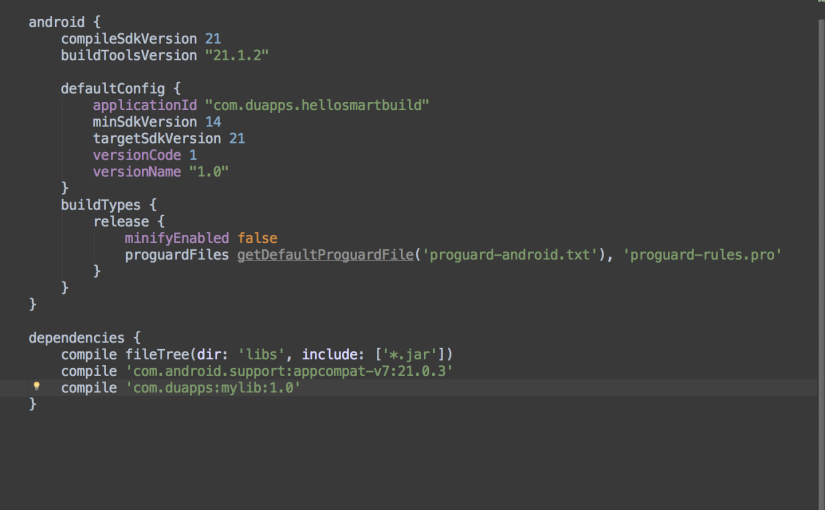 android {
    compileSdkVersion 21
    buildToolsVersion "21.1.2"

    defaultConfig {
        applicationId "com.duapps.hellosmartbuild"
        minSdkVersion 14
        targetSdkVersion 21
        versionCode 1
        versionName "1.0"
    }
    buildTypes {
        release {
            minifyEnabled false
            proguardFiles getDefaultProguardFile('proguard-android.txt'), 'proguard-rules.pro'
        }
    }
}

dependencies {
    compile fileTree(dir: 'libs', include: ['*.jar'])
    compile 'com.android.support:appcompat-v7:21.0.3'
    compile 'com.duapps:mylib:1.0'
}